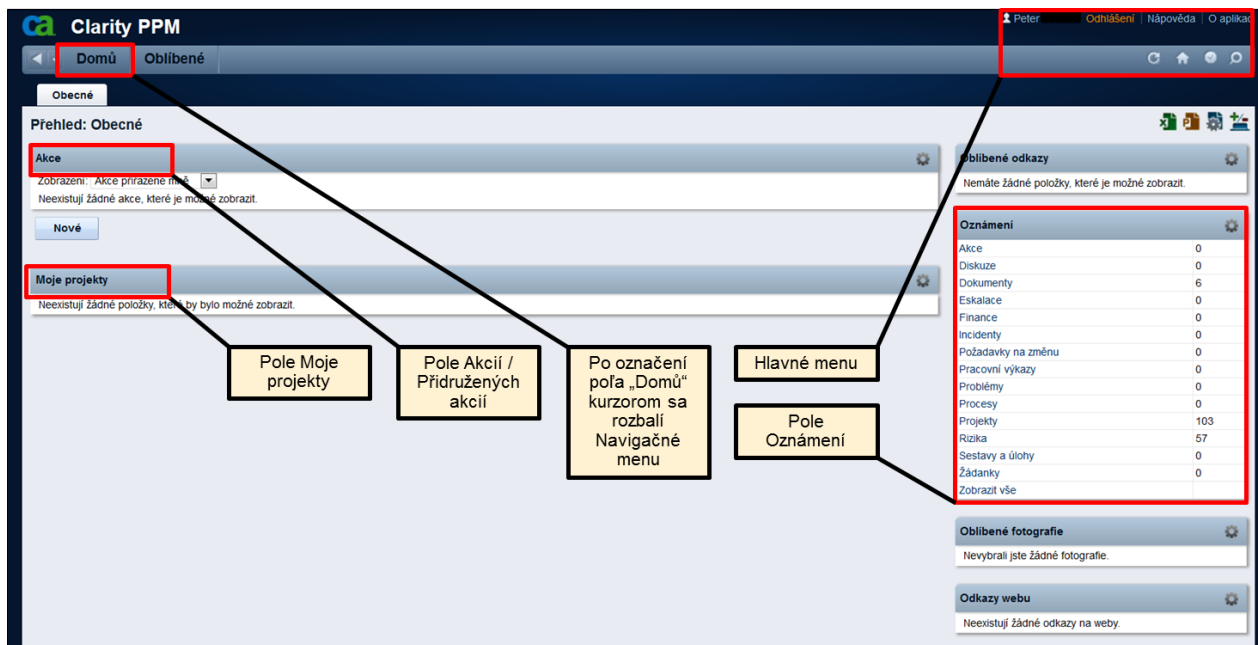 ca Clarity PPM
Peter Odhlášení Nápověda O aplikac
Domů Oblíbené
Obecné
Přehled: Obecné
Akce
Zobrazení: Akce přiřazené mně
Neexistují žádné akce, které je možné zobrazit.
Nové
Moje projekty
Neexistují žádné položky, které by bylo možné zobrazit.
Pole Moje
projekty
Pole Akcií /
Přidružených
akcií
Po označení
poľa „Domů“
kurzorom sa
rozbalí
Navigačné
menu
Hlavné menu
Pole
Oznámení
Oblíbené odkazy
Nemáte žádné položky, které je možné zobrazit.
Oznámení
Akce 0
Diskuze 0
Dokumenty 6
Eskalace 0
Finance 0
Incidenty 0
Požadavky na změnu 0
Pracovní výkazy 0
Problémy 0
Procesy 0
Projekty 103
Rizika 57
Sestavy a úlohy 0
Žádanky 0
Zobrazit vše
Oblíbené fotografie
Nevybrali jste žádné fotografie.
Odkazy webu
Neexistují žádné odkazy na weby.